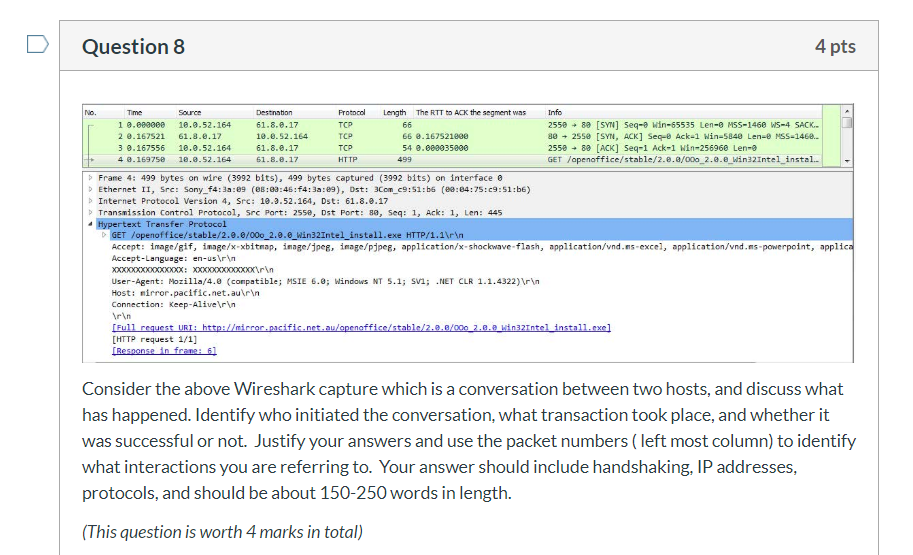 Question 8
4 pts
No. Time Source Destination Protocol Length The RTT to ACK the segment was Info
1 0.000000 10.0.52.164 61.8.0.17 TCP 66 2550 → 80 [SYN] Seq=0 Win=65535 Len=0 MSS=1460 WS=4 SACK…
2 0.167521 61.8.0.17 10.0.52.164 TCP 66 0.167521000 80 → 2550 [SYN, ACK] Seq=0 Ack=1 Win=5840 Len=0 MSS=1460…
3 0.167556 10.0.52.164 61.8.0.17 TCP 54 0.000035000 2550 → 80 [ACK] Seq=1 Ack=1 Win=256960 Len=0
4 0.169750 10.0.52.164 61.8.0.17 HTTP 499 GET /openoffice/stable/2.0.0/OOo_2.0.0_Win32Intel_instal…
Frame 4: 499 bytes on wire (3992 bits), 499 bytes captured (3992 bits) on interface 0
Ethernet II, Src: Sony_f4:3a:09 (08:00:46:f4:3a:09), Dst: 3Com_c9:51:b6 (00:04:75:c9:51:b6)
Internet Protocol Version 4, Src: 10.0.52.164, Dst: 61.8.0.17
Transmission Control Protocol, Src Port: 2550, Dst Port: 80, Seq: 1, Ack: 1, Len: 445
Hypertext Transfer Protocol
GET /openoffice/stable/2.0.0/OOo_2.0.0_Win32Intel_install.exe HTTP/1.1\r\n
Accept: image/gif, image/x-xbitmap, image/jpeg, image/pjpeg, application/x-shockwave-flash, application/vnd.ms-excel, application/vnd.ms-powerpoint, applica
Accept-Language: en-us\r\n
XXXXXXXXXXXXXXX: XXXXXXXXXXXXX\r\n
User-Agent: Mozilla/4.0 (compatible; MSIE 6.0; Windows NT 5.1; SV1; .NET CLR 1.1.4322)\r\n
Host: mirror.pacific.net.au\r\n
Connection: Keep-Alive\r\n
\r\n
[Full request URI: http://mirror.pacific.net.au/openoffice/stable/2.0.0/OOo_2.0.0_Win32Intel_install.exe]
[HTTP request 1/1]
[Response in frame: 6]
Consider the above Wireshark capture which is a conversation between two hosts, and discuss what
has happened. Identify who initiated the conversation, what transaction took place, and whether it
was successful or not. Justify your answers and use the packet numbers ( left most column) to identify
what interactions you are referring to. Your answer should include handshaking, IP addresses,
protocols, and should be about 150-250 words in length.
(This question is worth 4 marks in total)